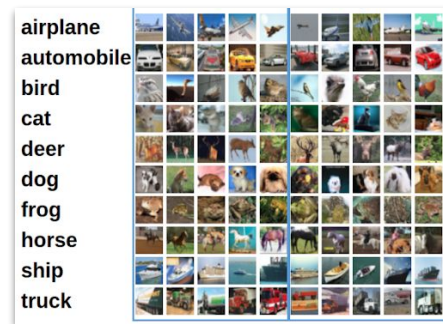 airplane
automobile
bird
cat
deer
dog
frog
horse
ship
truck